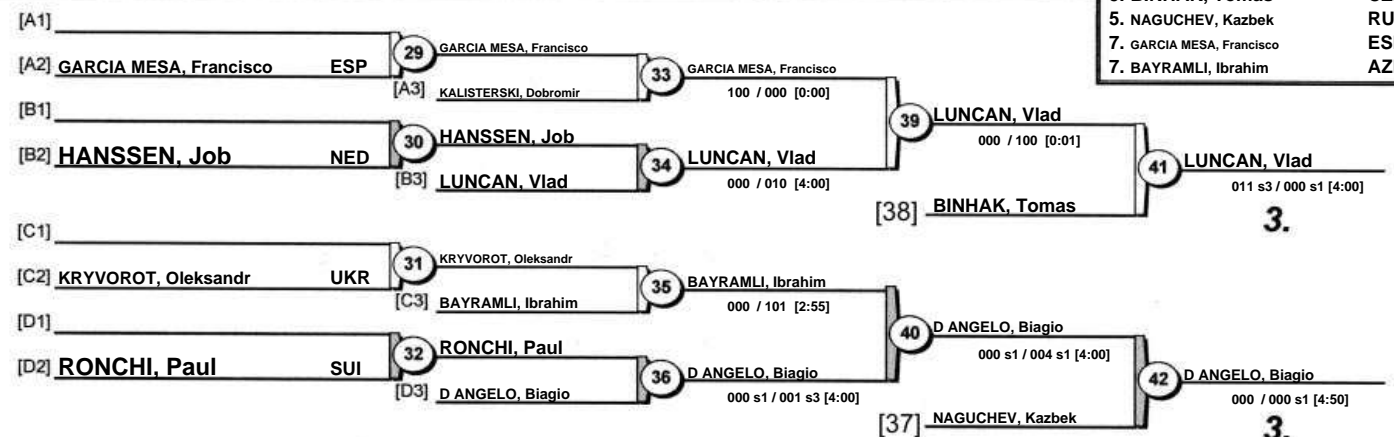 5. NAGUCHEV, Kazbek RU
7. GARCIA MESA, Francisco ES
7. BAYRAMLI, Ibrahim AZ
[A1]
[A2] GARCIA MESA, Francisco ESP
29
[A3]
GARCIA MESA, Francisco
KALISTERSKI, Dobromir
33
GARCIA MESA, Francisco
100 / 000 [0:00]
[B1]
[B2] HANSSEN, Job NED
30
[B3]
HANSSEN, Job
LUNCAN, Vlad
34
LUNCAN, Vlad
000 / 010 [4:00]
39
LUNCAN, Vlad
000 / 100 [0:01]
[38] BINHAK, Tomas
41
LUNCAN, Vlad
011 s3 / 000 s1 [4:00]
3.
[C1]
[C2] KRYVOROT, Oleksandr UKR
31
[C3]
KRYVOROT, Oleksandr
BAYRAMLI, Ibrahim
35
BAYRAMLI, Ibrahim
000 / 101 [2:55]
[D1]
[D2] RONCHI, Paul SUI
32
[D3]
RONCHI, Paul
D ANGELO, Biagio
36
D ANGELO, Biagio
000 s1 / 001 s3 [4:00]
40
D ANGELO, Biagio
000 s1 / 004 s1 [4:00]
[37] NAGUCHEV, Kazbek
42
D ANGELO, Biagio
000 / 000 s1 [4:50]
3.